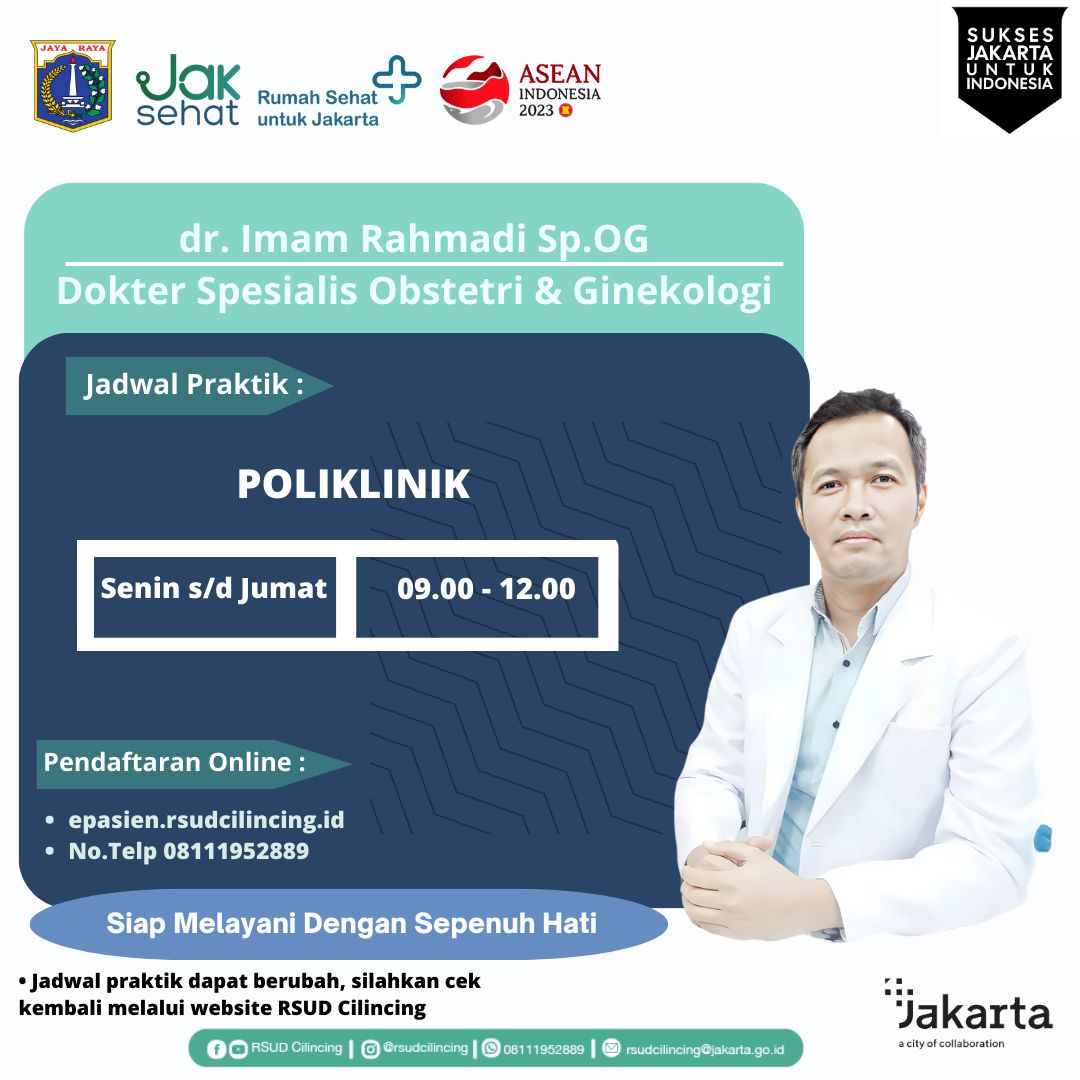 JAYA RAYA
Jak
sehat
Rumah Sehat
untuk Jakarta
ASEAN
INDONESIA
2023
SUKSES
JAKARTA
UNTUK
INDONESIA
dr. Imam Rahmadi Sp.OG
Dokter Spesialis Obstetri & Ginekologi
Jadwal Praktik :
POLIKLINIK
Senin s/d Jumat
09.00 - 12.00
Pendaftaran Online :
• epasien.rsudcilincing.id
• No.Telp 08111952889
Siap Melayani Dengan Sepenuh Hati
• Jadwal praktik dapat berubah, silahkan cek
kembali melalui website RSUD Cilincing
RSUD Cilincing | @rsudcilincing | 08111952889 | rsudcilincing@jakarta.go.id
Jakarta
a city of collaboration